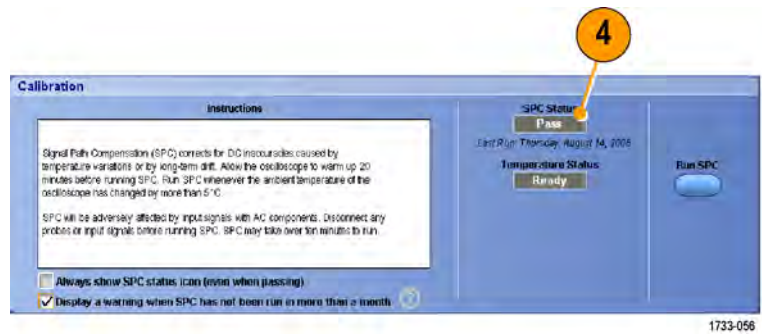 4
Calibration
Instructions
Signal Path Compensation (SPC) corrects for DC inaccuracies caused by
temperature variations or by long-term drift. Allow the oscilloscope to warm up 20
minutes before running SPC. Run SPC whenever the ambient temperature of the
oscilloscope has changed by more than 5 °C.
SPC will be adversely affected by input signals with AC components. Disconnect any
probes or input signals before running SPC. SPC may take over ten minutes to run.
Always show SPC status icon (even when passing)
Display a warning when SPC has not been run in more than a month
SPC Status
Pass
Last Run: Thursday, August 14, 2008
Temperature Status
Ready
Run SPC
1733-056